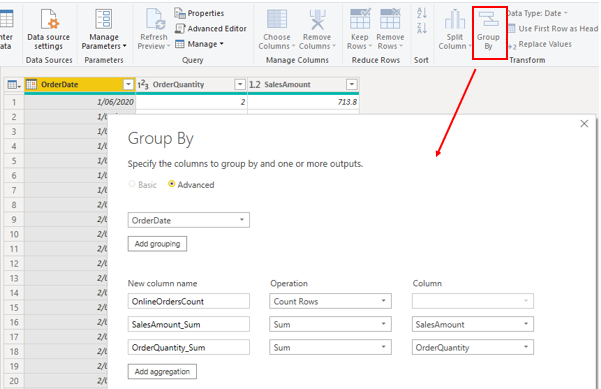 nter
Data
Data Sources
Data source
settings
Manage
Parameters
Parameters
Refresh
Preview
Properties
Advanced Editor
Manage
Query
Choose
Columns
Remove
Columns
Manage Columns
Keep
Rows
Remove
Rows
Reduce Rows
A
Z
Z
A
Sort
Split
Column
Group
By
Data Type: Date
Use First Row as Head
Replace Values
Transform
OrderDate
1²3 OrderQuantity
1.2 SalesAmount
1 1/06/2020 2 713.8
2 1/0
3 1/0
4 1/0
5 1/0
6 1/0
7 1/0
8 2/0
9 2/0
10 2/0
11 2/0
12 2/0
13 2/0
14 2/0
15 2/0
16 2/0
17 2/0
18 2/0
19 2/0
20 2/0
Group By
Specify the columns to group by and one or more outputs.
Basic Advanced
OrderDate
Add grouping
New column name Operation Column
OnlineOrdersCount Count Rows
SalesAmount_Sum Sum SalesAmount
OrderQuantity_Sum Sum OrderQuantity
Add aggregation